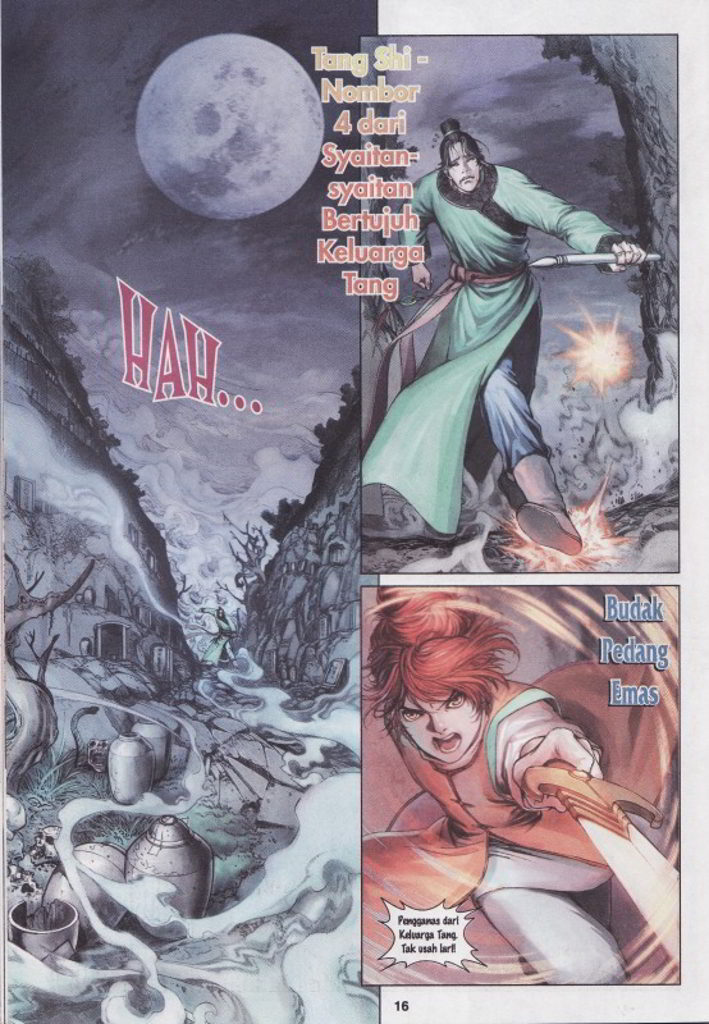 Tang Shi -
Nombor
4 dari
Syaitan-
syaitan
Bertujuh
Keluarga
Tang
HAH...
Budak
Pedang
Emas
Pengganas dari
Keluarga Tang.
Tak usah lari!
16